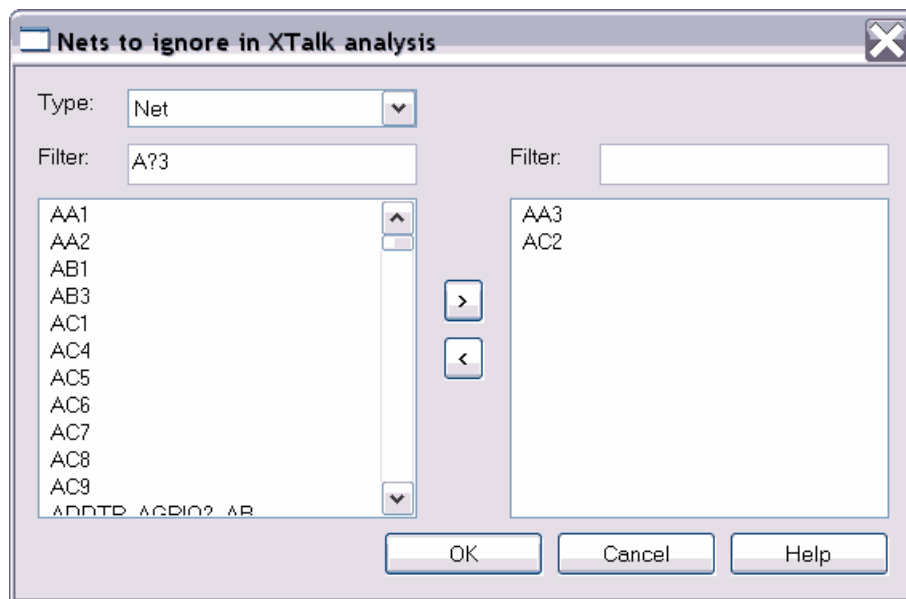 Nets to ignore in XTalk analysis
Type: Net
Filter: A?3 Filter:
AA1 AA3
AA2 AC2
AB1
AB3
AC1
AC4
AC5
AC6
AC7
AC8
AC9
> 
<
OK Cancel Help